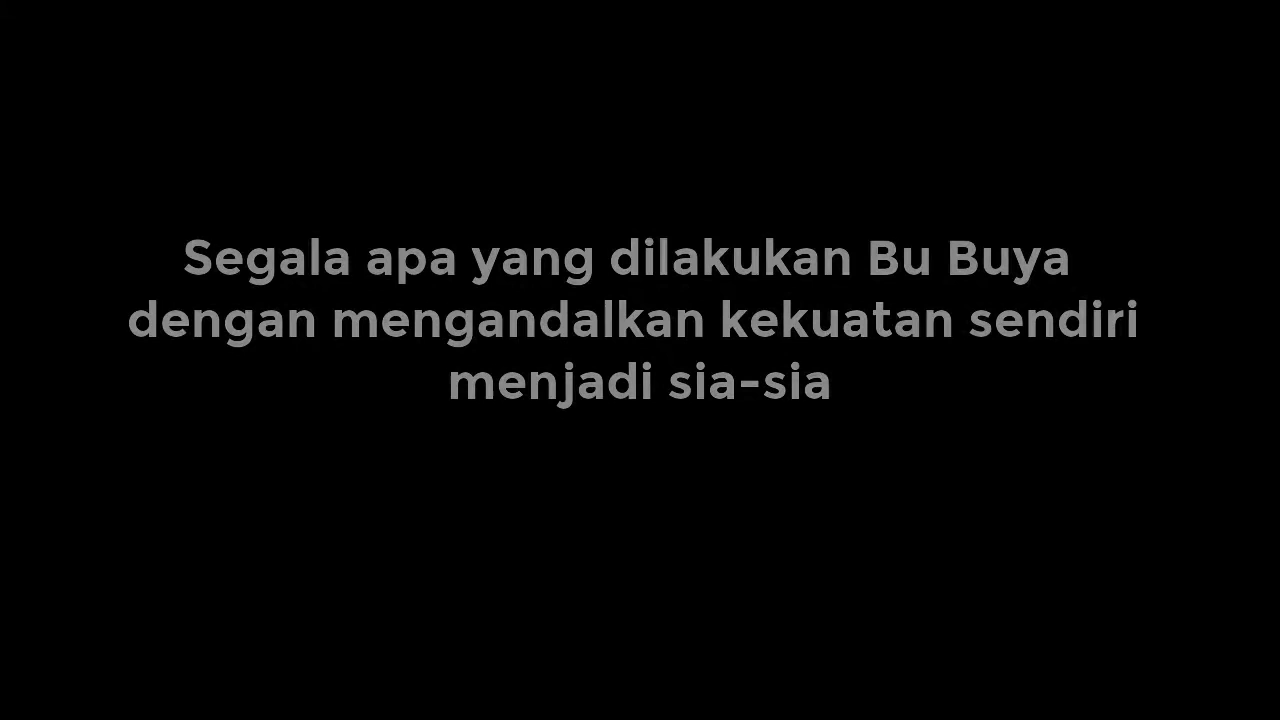 Segala apa yang dilakukan Bu Buya
dengan mengandalkan kekuatan sendiri
menjadi sia-sia